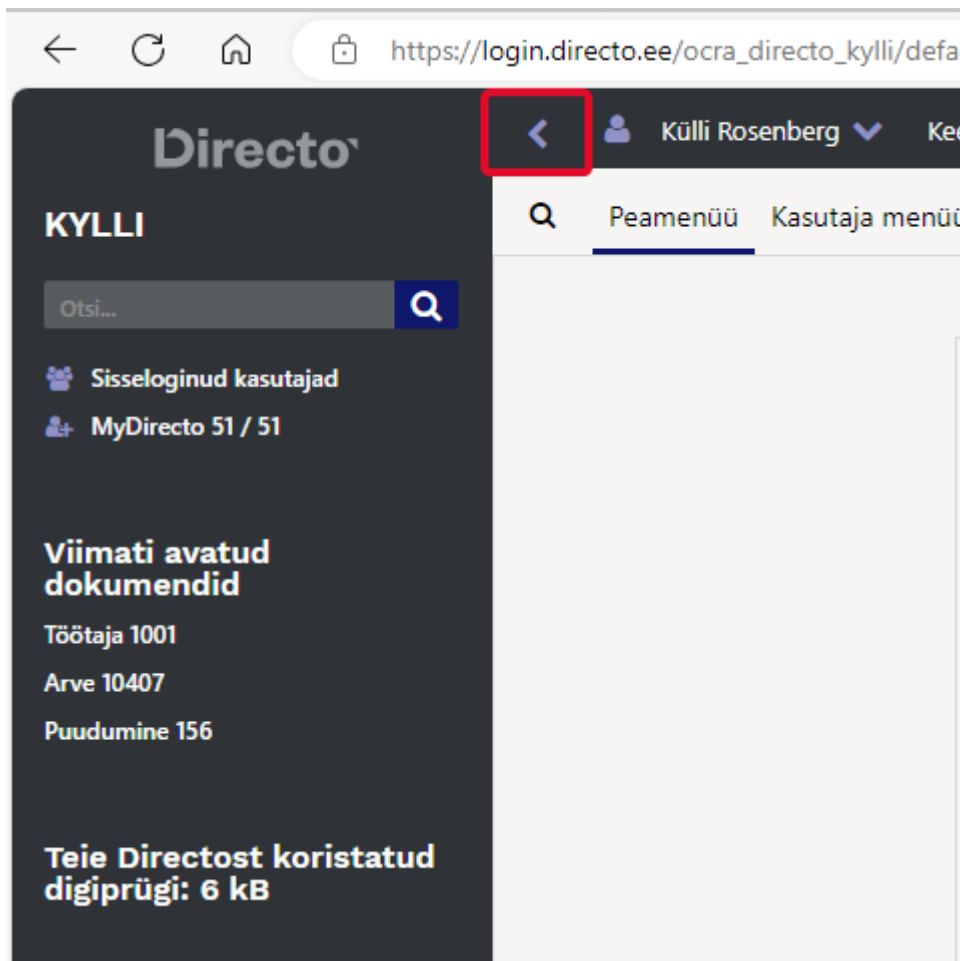 https://login.directo.ee/ocra_directo_kylli/defa
Directo
Külli Rosenberg
KYLLI
Peamenüü Kasutaja menüü
Otsi...
Sisseloginud kasutajad
MyDirecto 51 / 51
Viimati avatud
dokumendid
Töötaja 1001
Arve 10407
Puudumine 156
Teie Directost koristatud
digiprügi: 6 kB